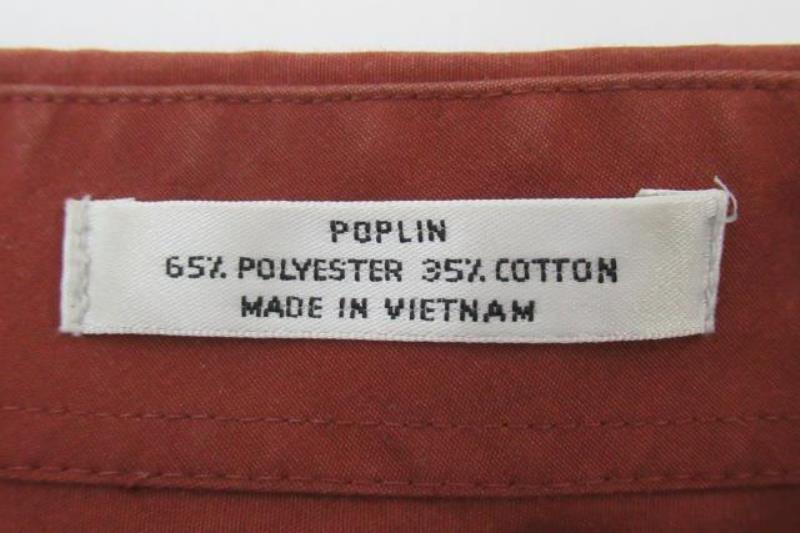 POPLIN
65% POLYESTER 35% COTTON
MADE IN VIETNAM